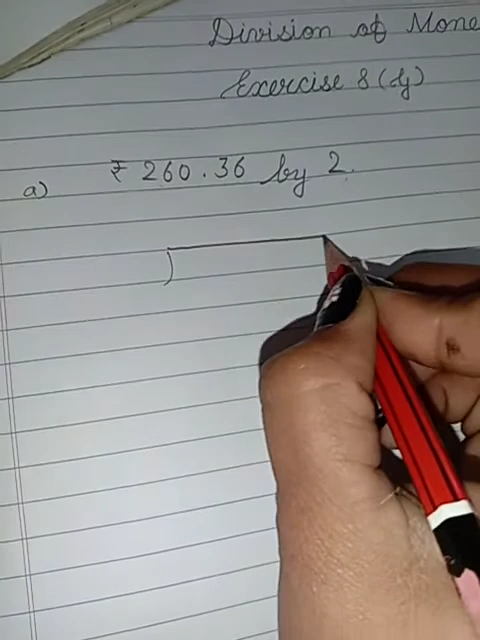 Division of Mone
Exercise 8 (d)
a) ₹ 260.36 by 2.